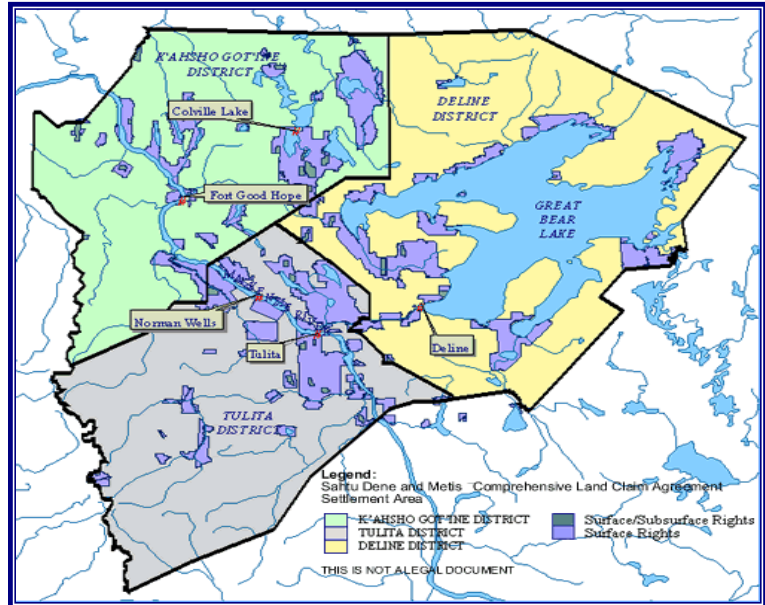 K'AHSHO GOT'INE
DISTRICT
Colville Lake
DELINE
DISTRICT
Fort Good Hope
GREAT
BEAR
LAKE
Norman Wells
Tulita
Deline
TULITA
DISTRICT
Legend:
Sahtu Dene and Metis Comprehensive Land Claim Agreement
Settlement Area
K'AHSHO GOT'INE DISTRICT
TULITA DISTRICT
DELINE DISTRICT
Surface/Subsurface Rights
Surface Rights
THIS IS NOT A LEGAL DOCUMENT